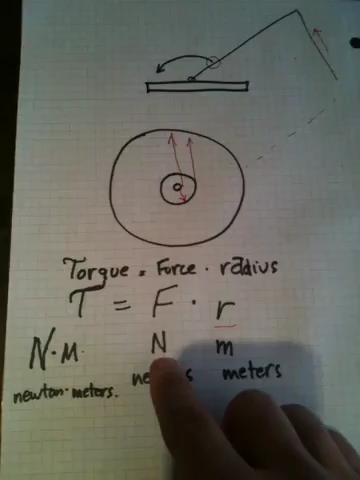 Torque = Force · radius
T = F · r
N·m. N m
newton·meters. meters